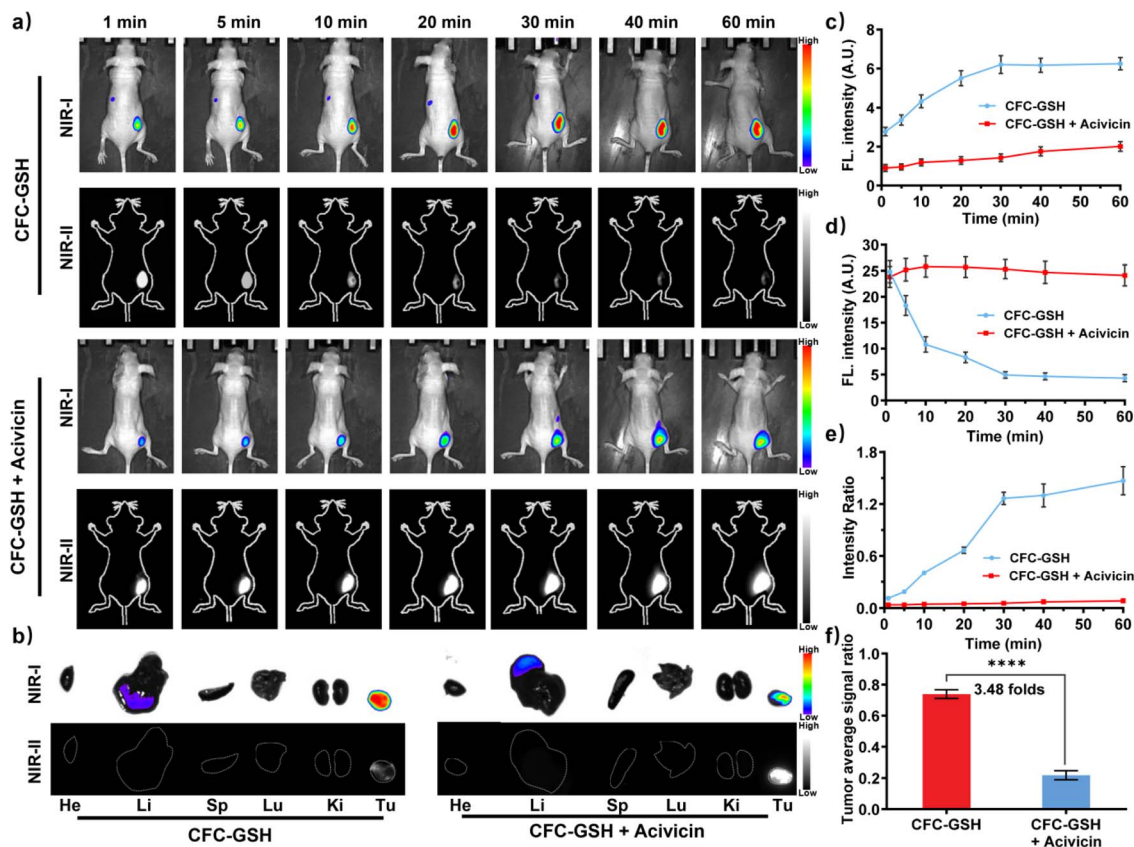 a)
1 min 5 min 10 min 20 min 30 min 40 min 60 min
CFC-GSH
NIR-I
High
Low
NIR-II
High
Low
CFC-GSH + Acivicin
NIR-I
High
Low
NIR-II
High
Low
b)
NIR-I
High
Low
NIR-II
High
Low
He Li Sp Lu Ki Tu He Li Sp Lu Ki Tu
CFC-GSH CFC-GSH + Acivicin
c)
FL. intensity (A.U.)
8
6
4
2
0
CFC-GSH
CFC-GSH + Acivicin
0 10 20 30 40 50 60
Time (min)
d)
FL. intensity (A.U.)
30
25
20
15
10
5
0
CFC-GSH
CFC-GSH + Acivicin
0 10 20 30 40 50 60
Time (min)
e)
Intensity Ratio
1.8
1.2
0.6
0.0
CFC-GSH
CFC-GSH + Acivicin
0 10 20 30 40 50 60
Time (min)
f)
Tumor average signal ratio
1.0
0.8
0.6
0.4
0.2
0.0
****
3.48 folds
CFC-GSH CFC-GSH
+ Acivicin